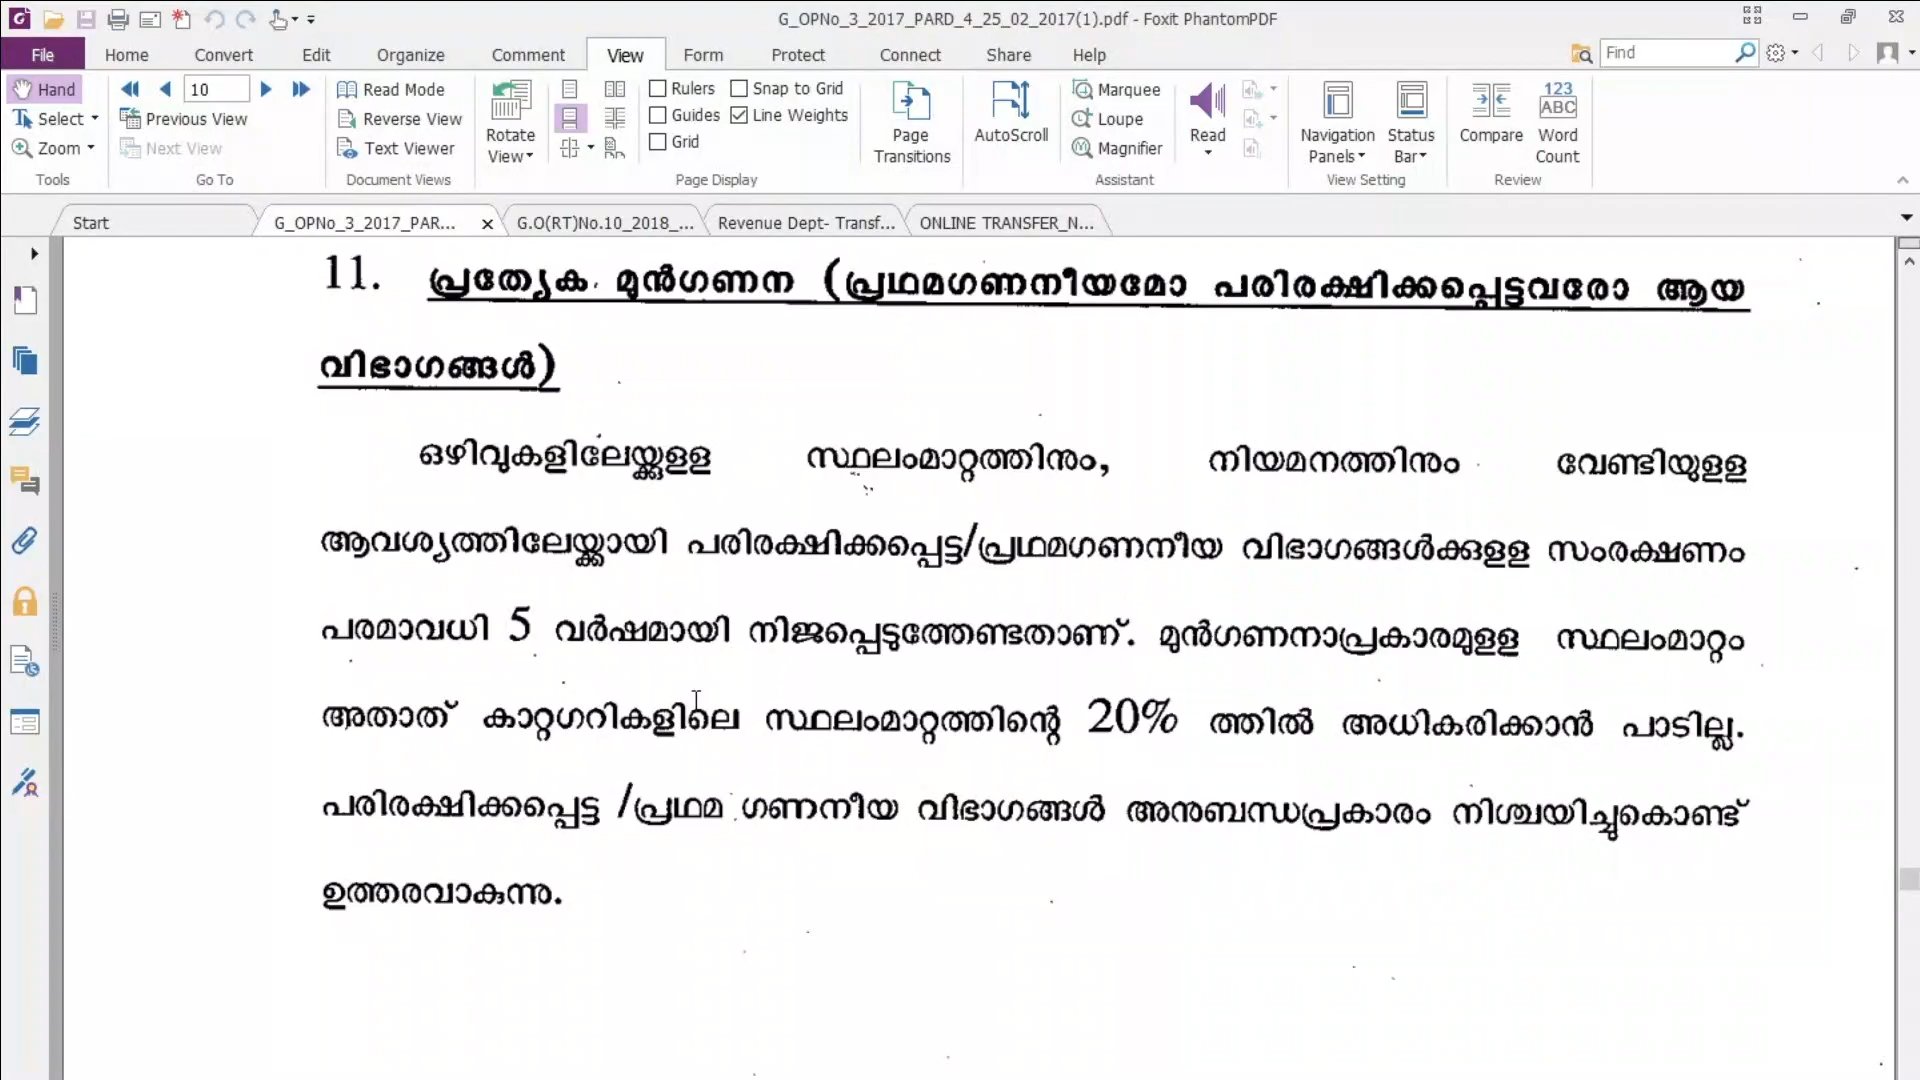 G_OPNo_3_2017_PARD_4_25_02_2017(1).pdf - Foxit PhantomPDF
File Home Convert Edit Organize Comment View Form Protect Connect Share Help Find
Hand 10 Read Mode Rulers Snap to Grid Marquee
Select Previous View Reverse View Guides Line Weights Loupe
Zoom Next View Text Viewer Grid Magnifier
Rotate View Page Transitions AutoScroll Read Navigation Panels Status Bar Compare 123 ABC Word Count
Tools Go To Document Views Page Display Assistant View Setting Review
Start G_OPNo_3_2017_PAR... G.O(RT)No.10_2018_... Revenue Dept- Transf... ONLINE TRANSFER_N...
11. പ്രത്യേക മുൻഗണന (പ്രഥമഗണനീയമോ പരിരക്ഷിക്കപ്പെട്ടവരോ ആയ
വിഭാഗങ്ങൾ)
ഒഴിവുകളിലേയ്ക്കുളള സ്ഥലംമാറ്റത്തിനും, നിയമനത്തിനും വേണ്ടിയുളള
ആവശ്യത്തിലേയ്ക്കായി പരിരക്ഷിക്കപ്പെട്ട/പ്രഥമഗണനീയ വിഭാഗങ്ങൾക്കുളള സംരക്ഷണം
പരമാവധി 5 വർഷമായി നിജപ്പെടുത്തേണ്ടതാണ്. മുൻഗണനാപ്രകാരമുളള സ്ഥലംമാറ്റം
അതാത് കാറ്റഗറികളിലെ സ്ഥലംമാറ്റത്തിന്റെ 20% ത്തിൽ അധികരിക്കാൻ പാടില്ല.
പരിരക്ഷിക്കപ്പെട്ട /പ്രഥമ ഗണനീയ വിഭാഗങ്ങൾ അനുബന്ധപ്രകാരം നിശ്ചയിച്ചുകൊണ്ട്
ഉത്തരവാകുന്നു.